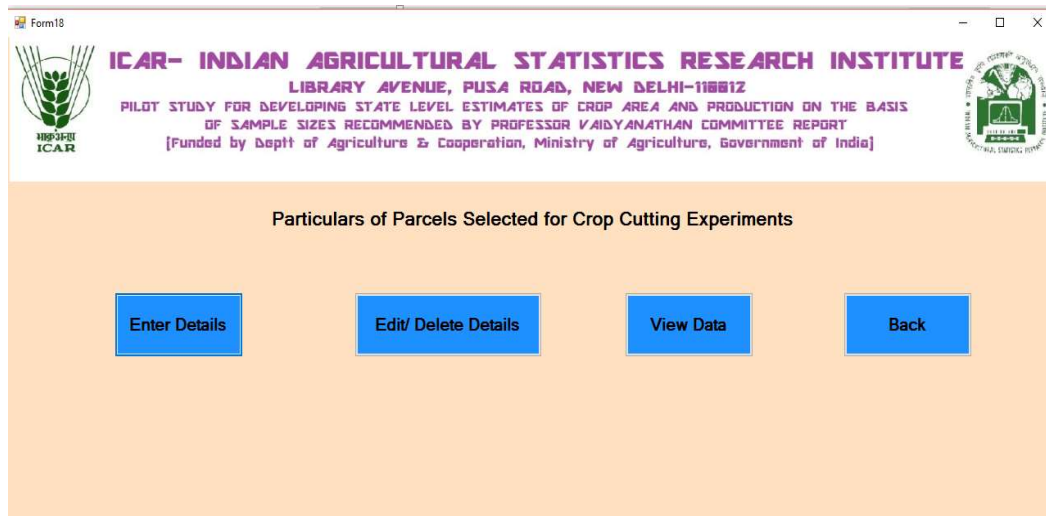 Form18
ICAR- INDIAN AGRICULTURAL STATISTICS RESEARCH INSTITUTE
LIBRARY AVENUE, PUSA ROAD, NEW DELHI-110012
PILOT STUDY FOR DEVELOPING STATE LEVEL ESTIMATES OF CROP AREA AND PRODUCTION ON THE BASIS
OF SAMPLE SIZES RECOMMENDED BY PROFESSOR VAIDYANATHAN COMMITTEE REPORT
[Funded by Deptt of Agriculture & Cooperation, Ministry of Agriculture, Government of India]
भाकृअनुप
ICAR
Particulars of Parcels Selected for Crop Cutting Experiments
Enter Details
Edit/ Delete Details
View Data
Back